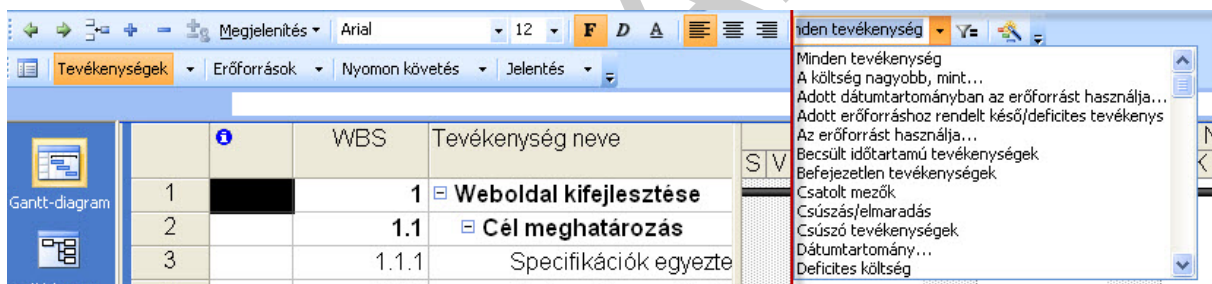 Megjelenítés Arial 12 F D A nden tevékenység
Tevékenységek Erőforrások Nyomon követés Jelentés
Minden tevékenység
A költség nagyobb, mint...
Adott dátumtartományban az erőforrást használja...
Adott erőforráshoz rendelt késő/deficites tevékenys
Az erőforrást használja...
Becsült időtartamú tevékenységek
Befejezetlen tevékenységek
Csatolt mezők
Csúszás/elmaradás
Csúszó tevékenységek
Dátumtartomány...
Deficites költség
WBS Tevékenység neve
S V
Gantt-diagram
1 1 Weboldal kifejlesztése
2 1.1 Cél meghatározás
3 1.1.1 Specifikációk egyezte